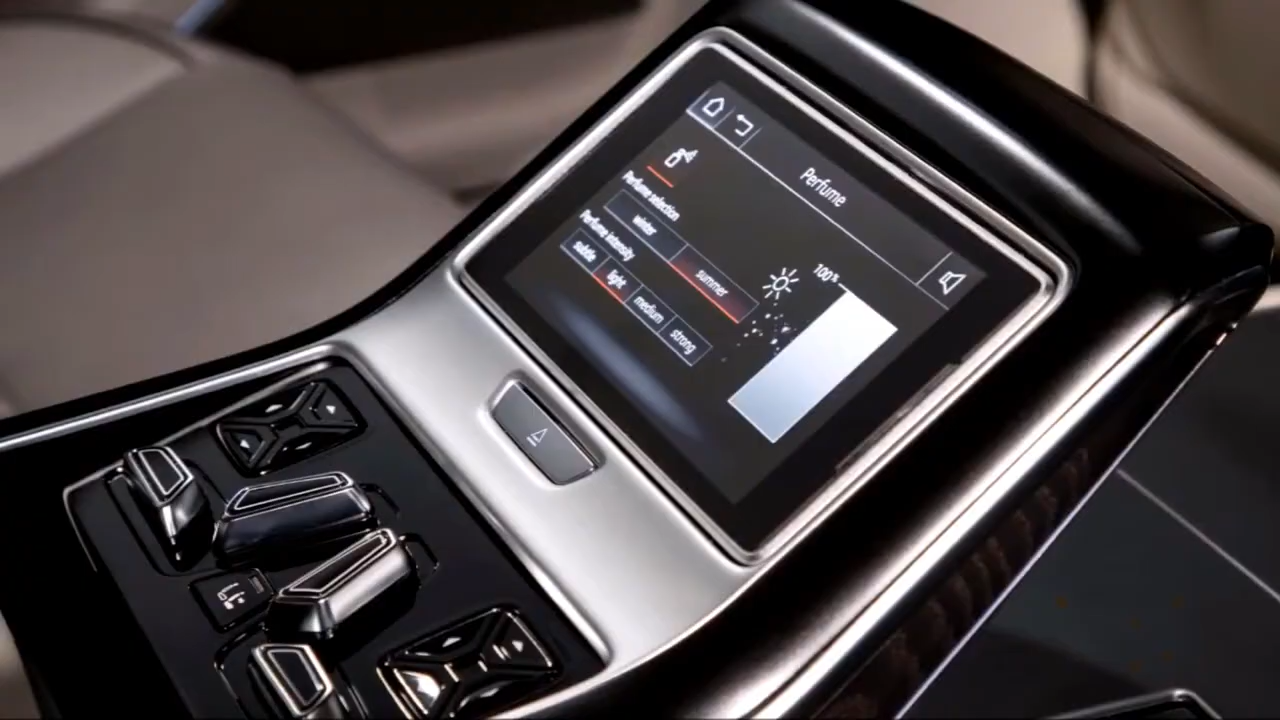 Perfume
Perfume selection
winter
summer
Perfume intensity
subtle
light
medium
strong
100%